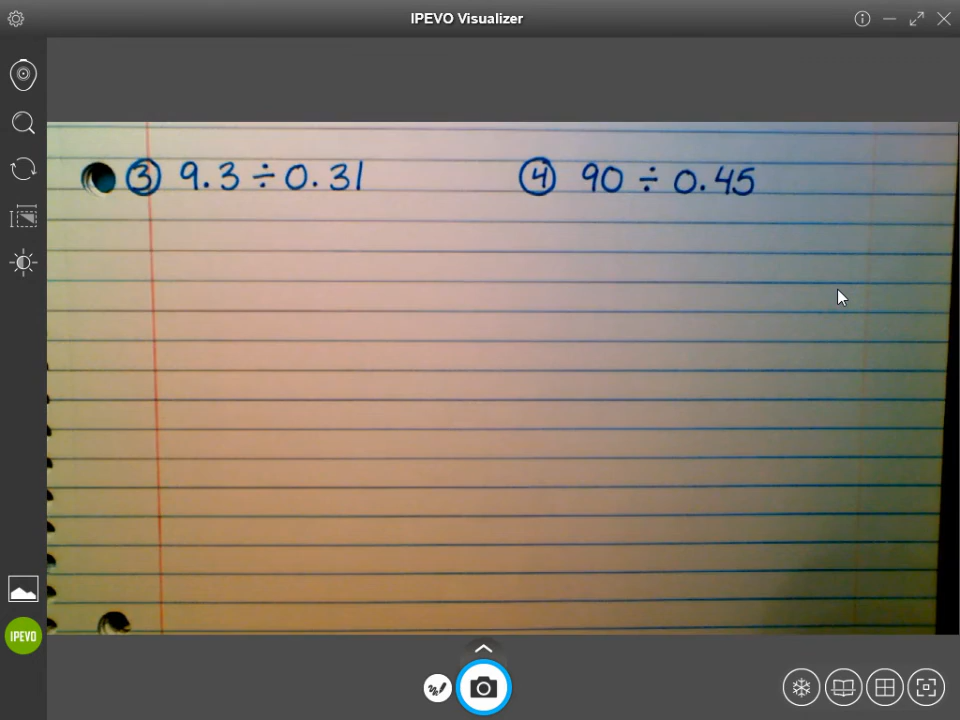 IPEVO Visualizer
③ 9.3 ÷ 0.31
④ 90 ÷ 0.45
IPEVO